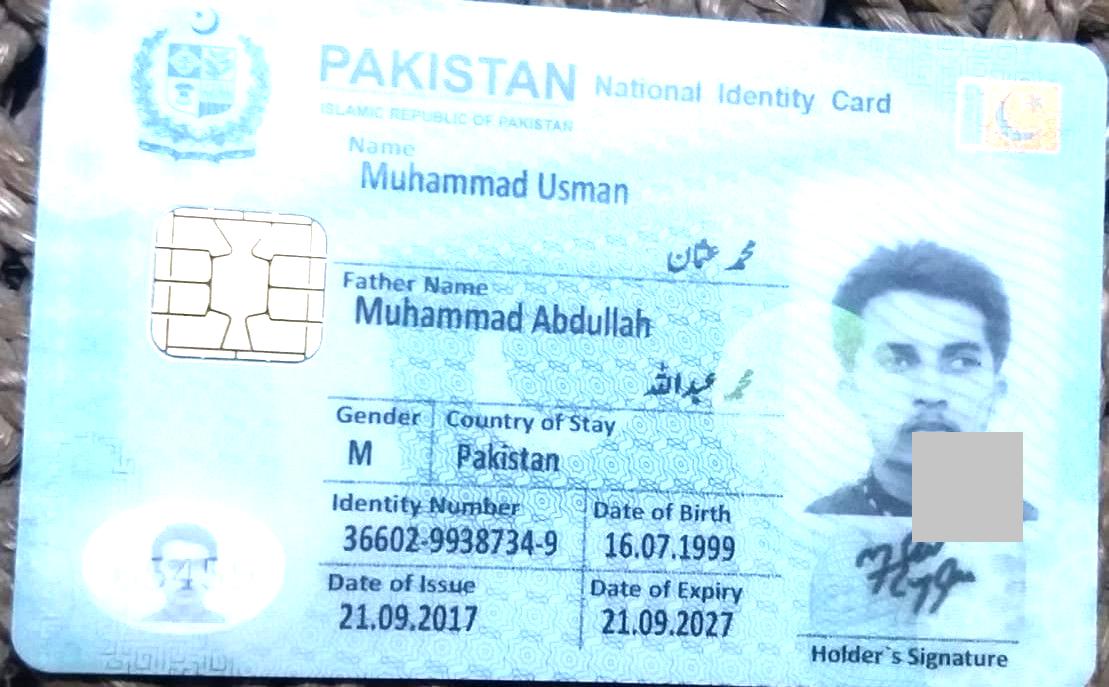 PAKISTAN National Identity Card
ISLAMIC REPUBLIC OF PAKISTAN
Name
Muhammad Usman
محمد عثمان
Father Name
Muhammad Abdullah
محمد عبداللہ
Gender Country of Stay
M Pakistan
Identity Number Date of Birth
36602-9938734-9 16.07.1999
Date of Issue Date of Expiry
21.09.2017 21.09.2027
Holder`s Signature